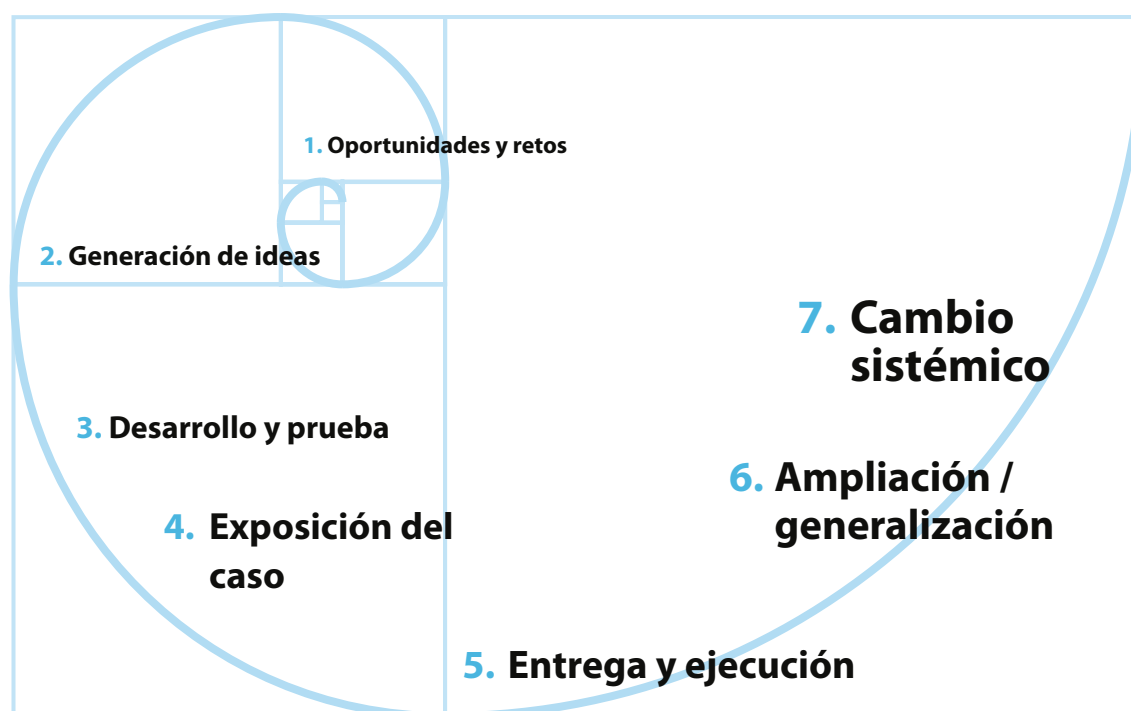 1. Oportunidades y retos
2. Generación de ideas
3. Desarrollo y prueba
4. Exposición del
caso
5. Entrega y ejecución
6. Ampliación /
generalización
7. Cambio
sistémico